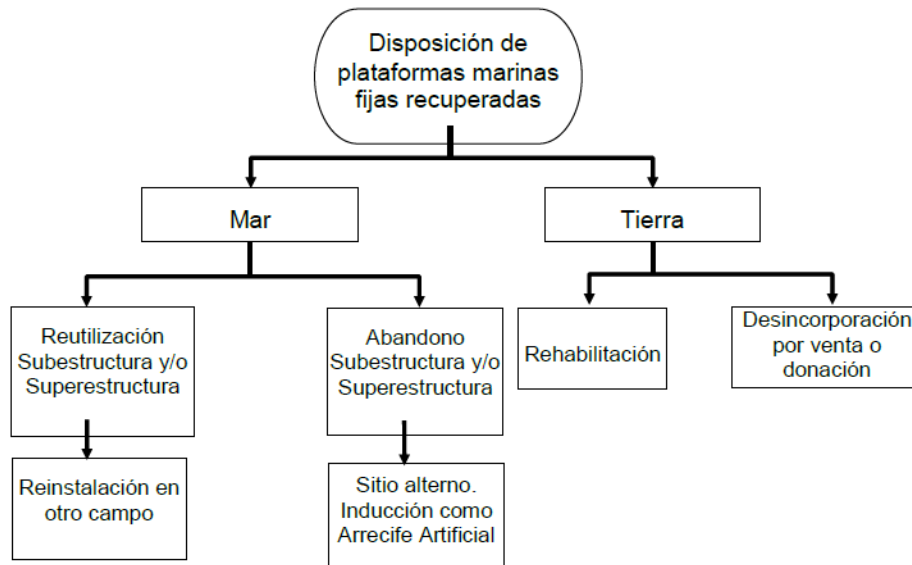 Disposición de
plataformas marinas
fijas recuperadas
Mar
Tierra
Reutilización
Subestructura y/o
Superestructura
Abandono
Subestructura y/o
Superestructura
Rehabilitación
Desincorporación
por venta o
donación
Reinstalación en
otro campo
Sitio alterno.
Inducción como
Arrecife Artificial